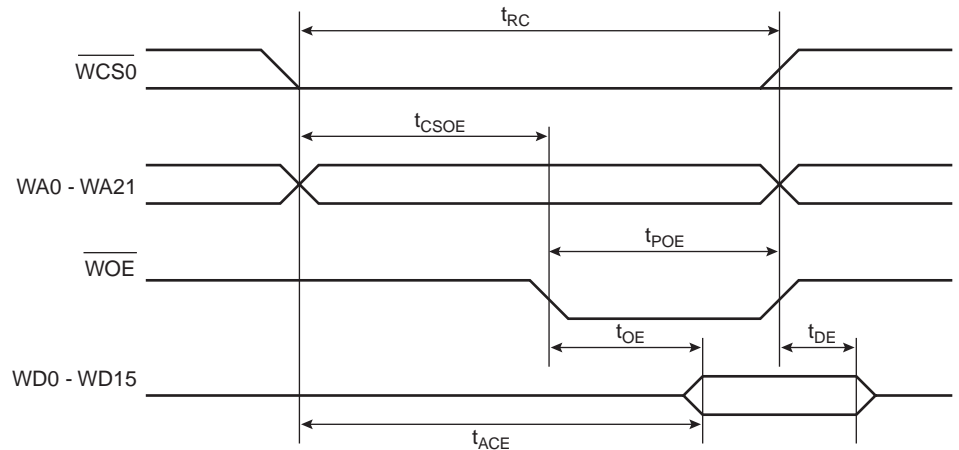 tRC
WCS0
tCSOE
WA0 - WA21
tPOE
WOE
tOE
tDE
WD0 - WD15
tACE